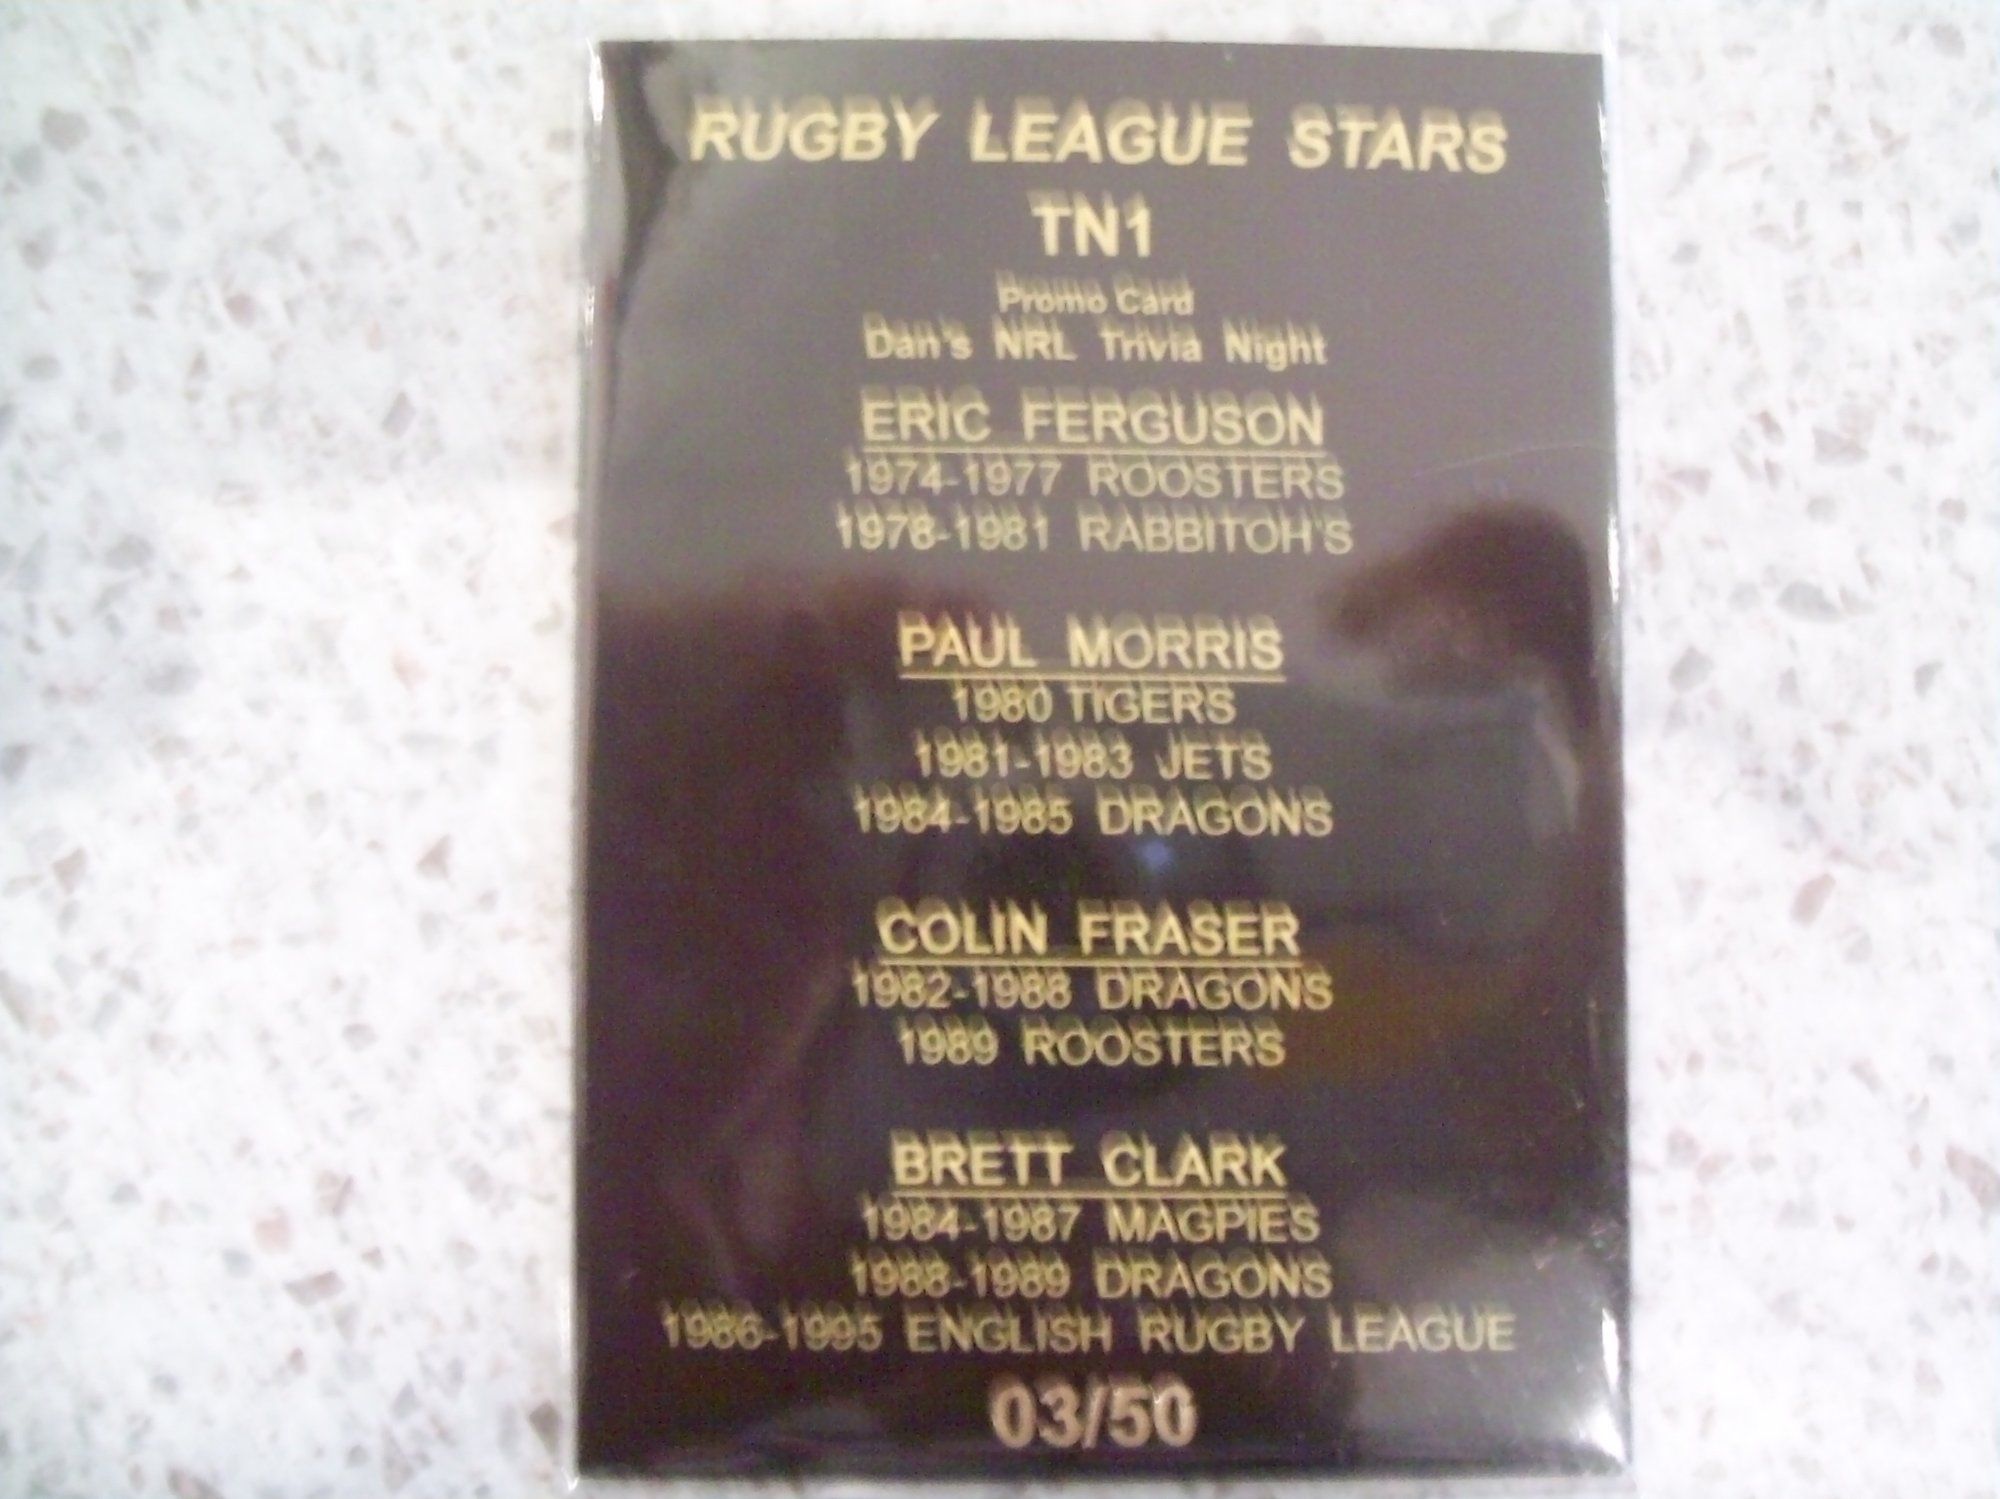 RUGBY LEAGUE STARS
TN1
Promo Card
Dan's NRL Trivia Night
ERIC FERGUSON
1974-1977 ROOSTERS
1978-1981 RABBITOH'S
PAUL MORRIS
1980 TIGERS
1981-1983 JETS
1984-1985 DRAGONS
COLIN FRASER
1982-1988 DRAGONS
1989 ROOSTERS
BRETT CLARK
1984-1987 MAGPIES
1988-1989 DRAGONS
1986-1995 ENGLISH RUGBY LEAGUE
03/50